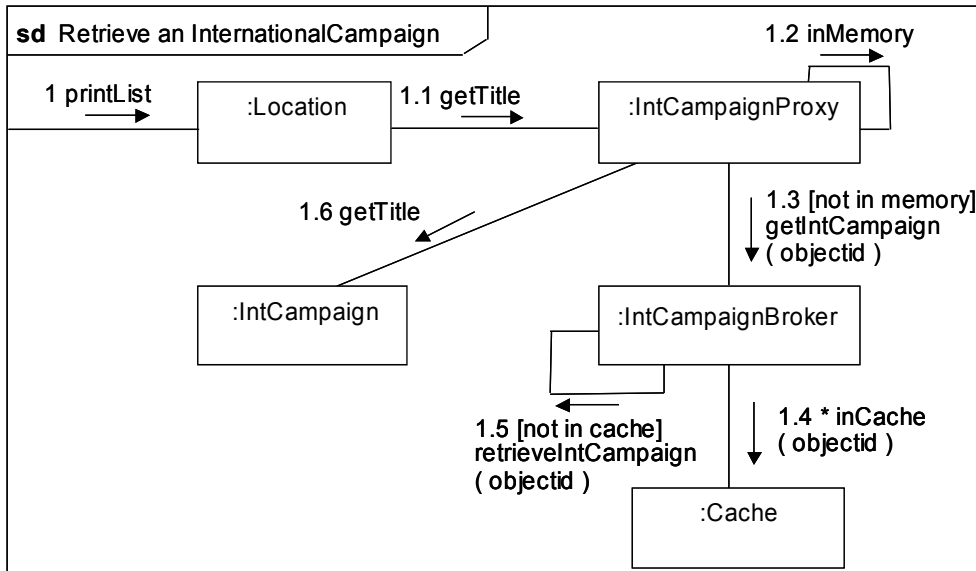 sd Retrieve an InternationalCampaign
1.2 inMemory
1 printList
:Location
1.1 getTitle
:IntCampaignProxy
1.6 getTitle
1.3 [not in memory]
getIntCampaign
( objectid )
:IntCampaign
:IntCampaignBroker
1.5 [not in cache]
retrieveIntCampaign
( objectid )
1.4 * inCache
( objectid )
:Cache